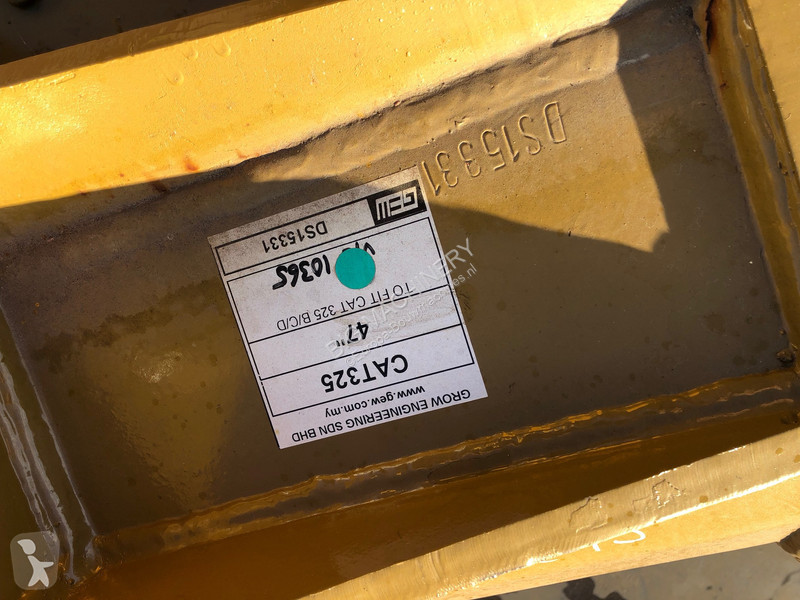 DS15331
GEW
DS15331
10365
TO FIT CAT 325 B/C/D
47"
CAT325
www.gew.com.my
GROW ENGINEERING SDN BHD